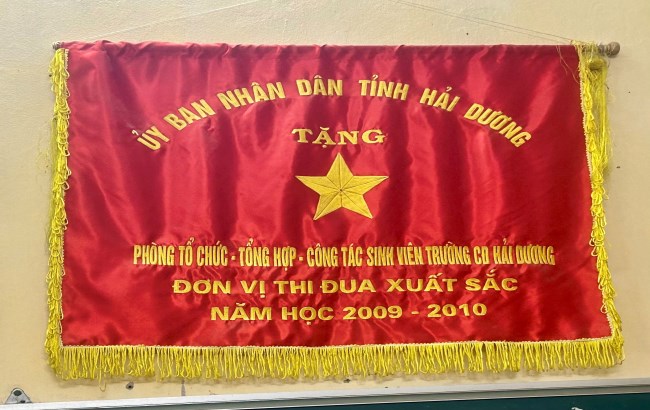 ỦY BAN NHÂN DÂN TỈNH HẢI DƯƠNG
TẶNG
PHÒNG TỔ CHỨC - TỔNG HỢP - CÔNG TÁC SINH VIÊN TRƯỜNG CĐ HẢI DƯƠNG
ĐƠN VỊ THI ĐUA XUẤT SẮC
NĂM HỌC 2009 - 2010